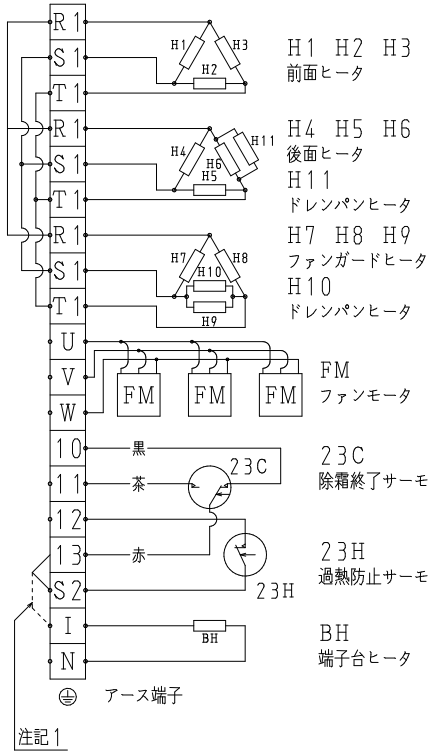 R1
H1
H3
S1
H2
T1
H1 H2 H3
前面ヒータ
R1
H11
H4
H6
S1
H5
T1
H4 H5 H6
後面ヒータ
H11
ドレンパンヒータ
R1
H7
H8
H10
S1
H9
T1
H7 H8 H9
ファンガードヒータ
H10
ドレンパンヒータ
U
V
W
FM
FM
FM
FM
ファンモータ
10
黒
11
茶
23C
12
13
赤
23H
S2
23C
除霜終了サーモ
23H
過熱防止サーモ
I
BH
N
BH
端子台ヒータ
アース端子
注記1